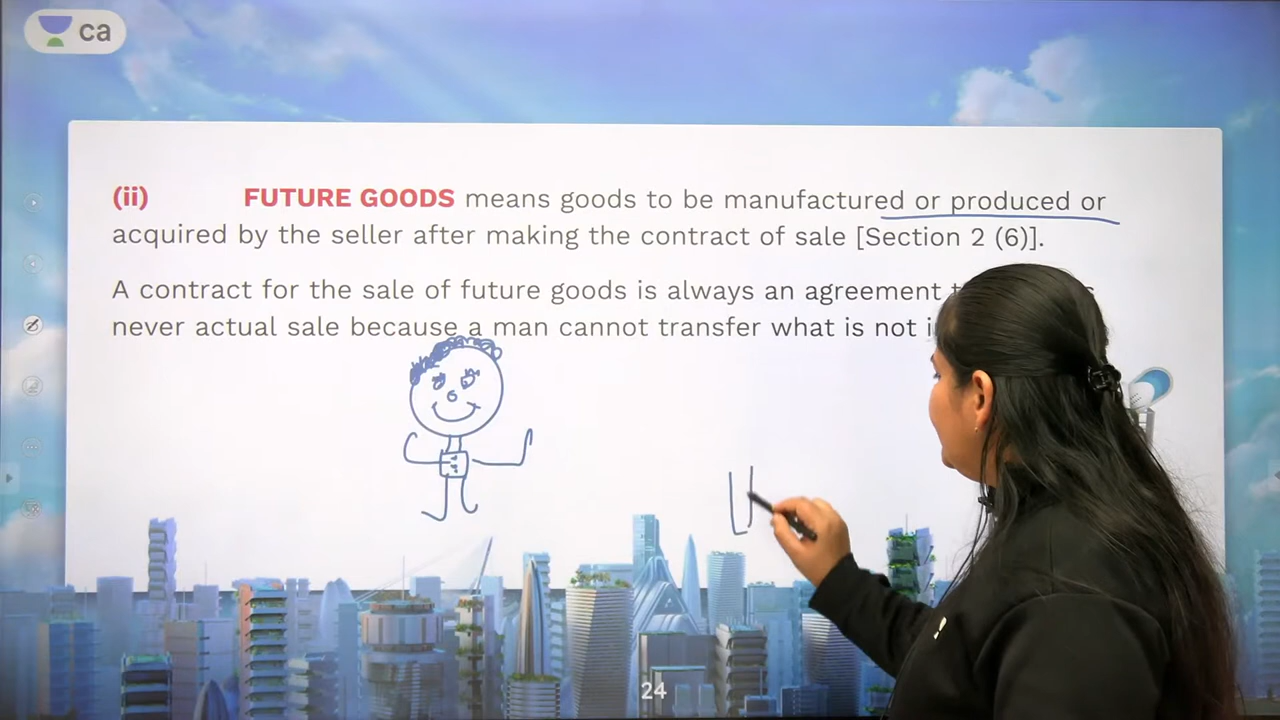 ca
(ii) FUTURE GOODS means goods to be manufactured or produced or
acquired by the seller after making the contract of sale [Section 2 (6)].
A contract for the sale of future goods is always an agreement
never actual sale because a man cannot transfer what is not
24